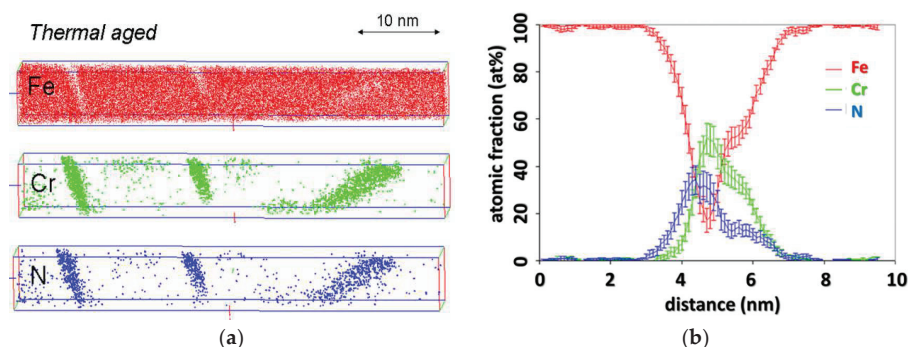 Thermal aged
10 nm
Fe
Cr
N
(a)
(b)
atomic fraction (at%)
100
80
60
40
20
0
Fe
Cr
N
0
2
4
6
8
10
distance (nm)